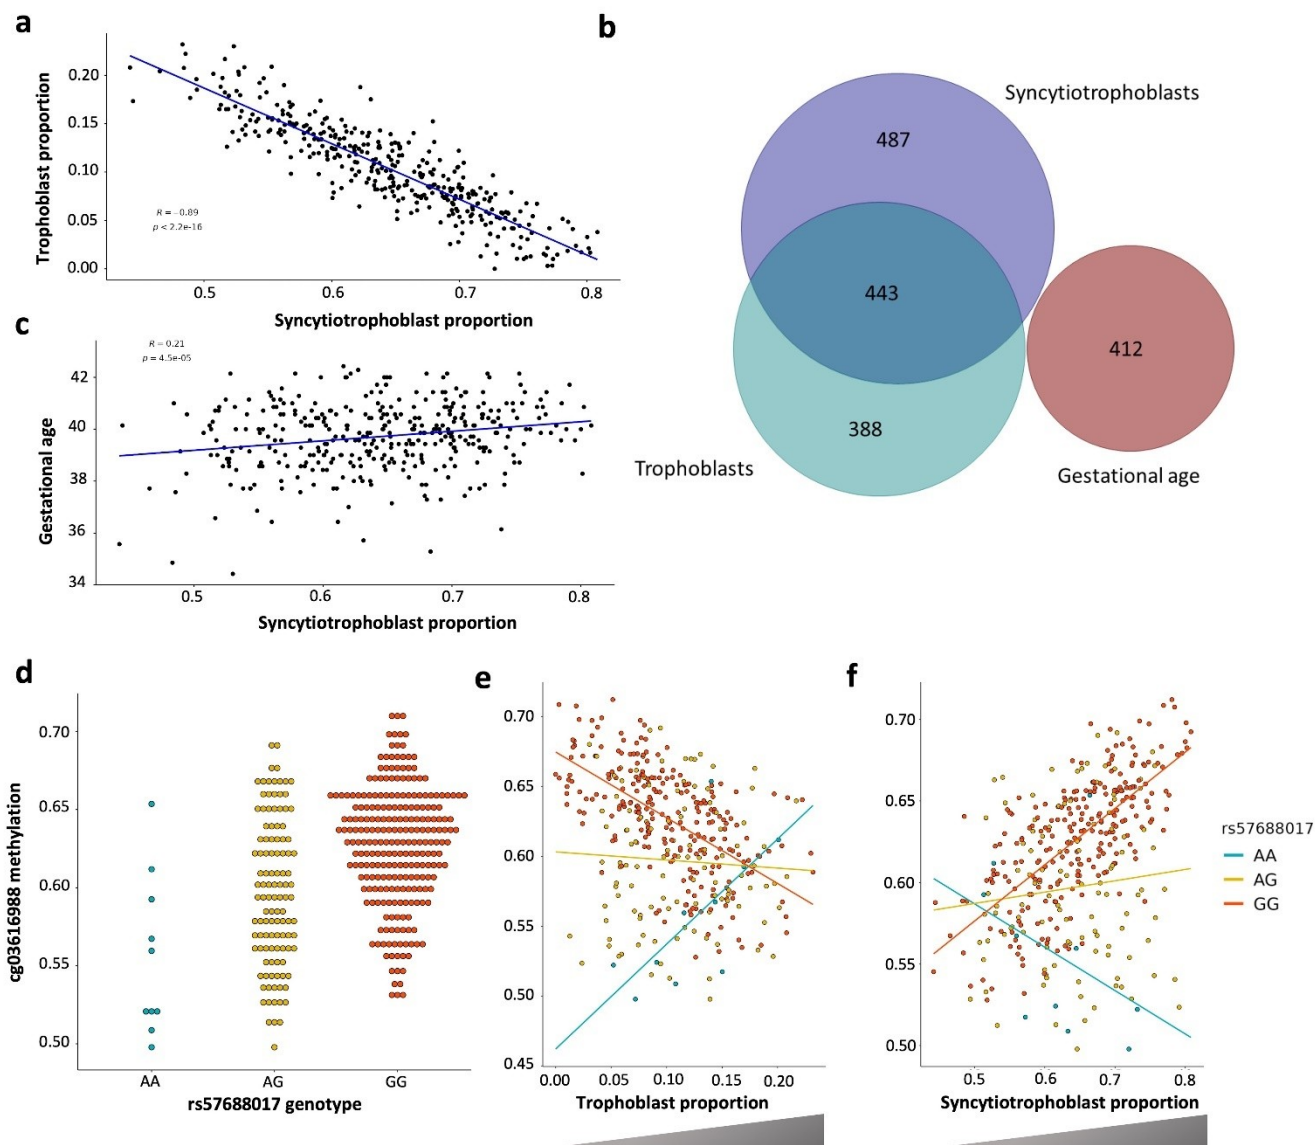 a
Trophoblast proportion
0.20
0.15
0.10
0.05
0.00
R = −0.89
p < 2.2e-16
0.5 0.6 0.7 0.8
Syncytiotrophoblast proportion
b
Syncytiotrophoblasts
487
443
412
388
Trophoblasts
Gestational age
c
Gestational age
R = 0.21
p = 4.5e-05
42
40
38
36
34
0.5 0.6 0.7 0.8
Syncytiotrophoblast proportion
d
cg03616988 methylation
0.70
0.65
0.60
0.55
0.50
AA AG GG
rs57688017 genotype
e
0.70
0.65
0.60
0.55
0.50
0.45
0.00 0.05 0.10 0.15 0.20
Trophoblast proportion
f
0.70
0.65
0.60
0.55
0.50
0.5 0.6 0.7 0.8
Syncytiotrophoblast proportion
rs57688017
AA
AG
GG